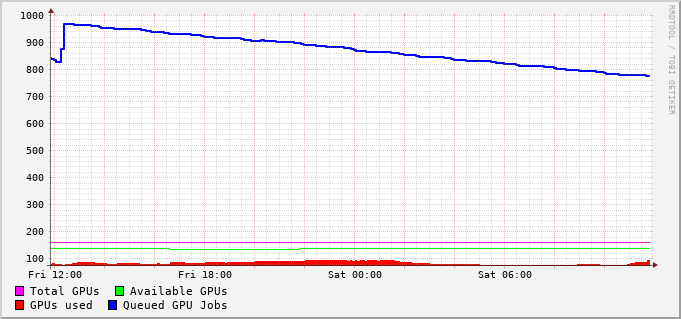 1000
900
800
700
600
500
400
300
200
100
Fri 12:00 Fri 18:00 Sat 00:00 Sat 06:00
Total GPUs Available GPUs
GPUs used Queued GPU Jobs
RRDTOOL / TOBI OETIKER